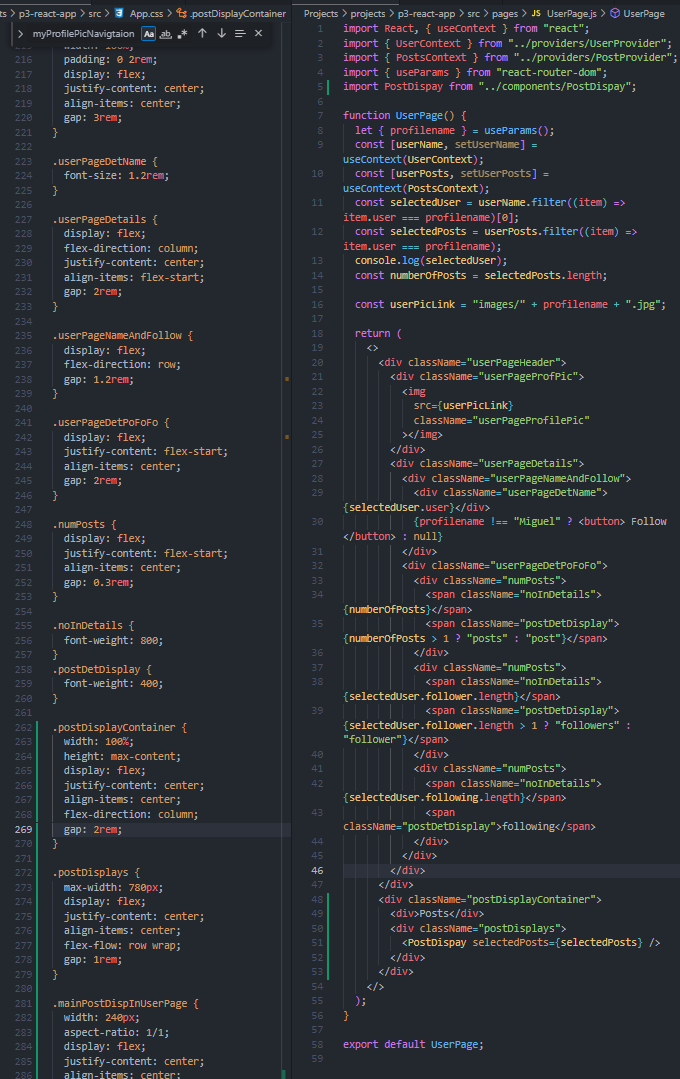 ts > p3-react-app > src > App.css > .postDisplayContainer
myProfilePicNavigtaion Aa ab .*
216 padding: 0 2rem;
217 display: flex;
218 justify-content: center;
219 align-items: center;
220 gap: 3rem;
221 }
222
223 .userPageDetName {
224 font-size: 1.2rem;
225 }
226
227 .userPageDetails {
228 display: flex;
229 flex-direction: column;
230 justify-content: center;
231 align-items: flex-start;
232 gap: 2rem;
233 }
234
235 .userPageNameAndFollow {
236 display: flex;
237 flex-direction: row;
238 gap: 1.2rem;
239 }
240
241 .userPageDetPoFoFo {
242 display: flex;
243 justify-content: flex-start;
244 align-items: center;
245 gap: 2rem;
246 }
247
248 .numPosts {
249 display: flex;
250 justify-content: flex-start;
251 align-items: center;
252 gap: 0.3rem;
253 }
254
255 .noInDetails {
256 font-weight: 800;
257 }
258 .postDetDisplay {
259 font-weight: 400;
260 }
261
262 .postDisplayContainer {
263 width: 100%;
264 height: max-content;
265 display: flex;
266 justify-content: center;
267 align-items: center;
268 flex-direction: column;
269 gap: 2rem;
270 }
271
272 .postDisplays {
273 max-width: 780px;
274 display: flex;
275 justify-content: center;
276 align-items: center;
277 flex-flow: row wrap;
278 gap: 1rem;
279 }
280
281 .mainPostDispInUserPage {
282 width: 240px;
283 aspect-ratio: 1/1;
284 display: flex;
285 justify-content: center;
286 align-items: center;
Projects > projects > p3-react-app > src > pages > JS UserPage.js > UserPage
1 import React, { useContext } from "react";
2 import { UserContext } from "../providers/UserProvider";
3 import { PostsContext } from "../providers/PostProvider";
4 import { useParams } from "react-router-dom";
5 import PostDispay from "../components/PostDispay";
6
7 function UserPage() {
8 let { profilename } = useParams();
9 const [userName, setUserName] =
useContext(UserContext);
10 const [userPosts, setUserPosts] =
useContext(PostsContext);
11 const selectedUser = userName.filter((item) =>
item.user === profilename)[0];
12 const selectedPosts = userPosts.filter((item) =>
item.user === profilename);
13 console.log(selectedUser);
14 const numberOfPosts = selectedPosts.length;
15
16 const userPicLink = "images/" + profilename + ".jpg";
17
18 return (
19 <>
20 <div className="userPageHeader">
21 <div className="userPageProfPic">
22 <img
23 src={userPicLink}
24 className="userPageProfilePic"
25 ></img>
26 </div>
27 <div className="userPageDetails">
28 <div className="userPageNameAndFollow">
29 <div className="userPageDetName">
{selectedUser.user}</div>
30 {profilename !== "Miguel" ? <button> Follow
</button> : null}
31 </div>
32 <div className="userPageDetPoFoFo">
33 <div className="numPosts">
34 <span className="noInDetails">
{numberOfPosts}</span>
35 <span className="postDetDisplay">
{numberOfPosts > 1 ? "posts" : "post"}</span>
36 </div>
37 <div className="numPosts">
38 <span className="noInDetails">
{selectedUser.follower.length}</span>
39 <span className="postDetDisplay">
{selectedUser.follower.length > 1 ? "followers" :
"follower"}</span>
40 </div>
41 <div className="numPosts">
42 <span className="noInDetails">
{selectedUser.following.length}</span>
43 <span
className="postDetDisplay">following</span>
44 </div>
45 </div>
46 </div>
47 </div>
48 <div className="postDisplayContainer">
49 <div>Posts</div>
50 <div className="postDisplays">
51 <PostDispay selectedPosts={selectedPosts} />
52 </div>
53 </div>
54 </>
55 );
56 }
57
58 export default UserPage;
59